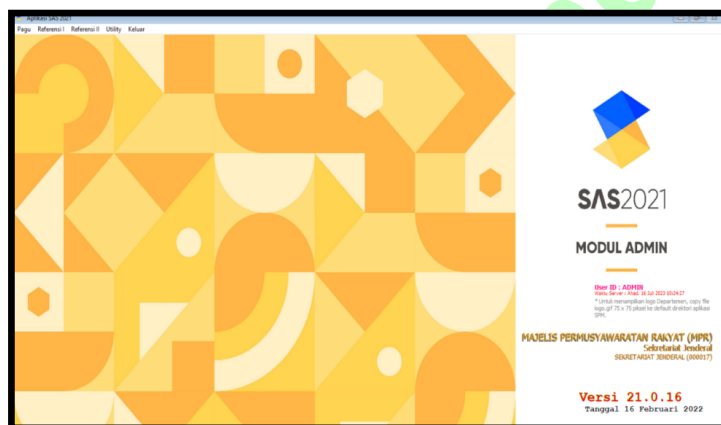 Aplikasi SAS 2021
Pagu Referensi I Referensi II Utility Keluar
SAS2021
MODUL ADMIN
User ID : ADMIN
Waktu Server : Ahad, 16 Jul 2023 10:24:27
* Untuk menampilkan logo Departemen, copy file
logo.gif 75 x 75 piksel ke default direktori aplikasi
SPM.
MAJELIS PERMUSYAWARATAN RAKYAT (MPR)
Sekretariat Jenderal
SEKRETARIAT JENDERAL (000017)
Versi 21.0.16
Tanggal 16 Februari 2022